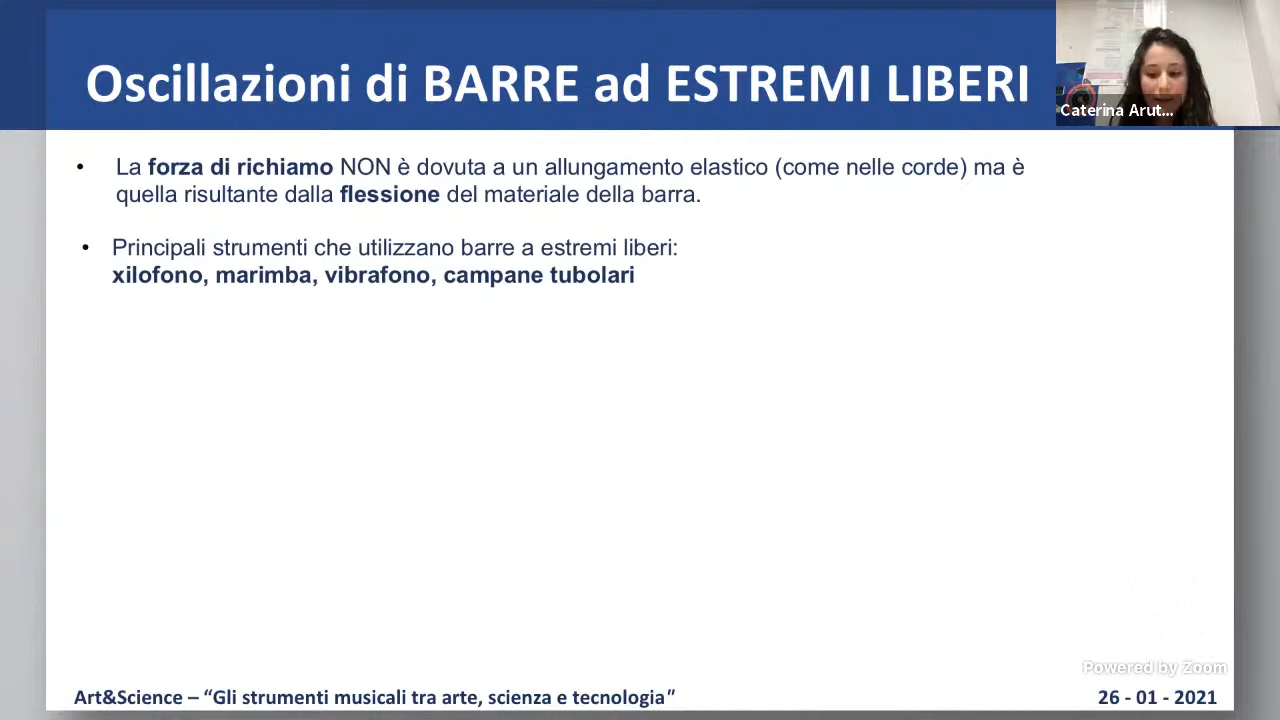 Oscillazioni di BARRE ad ESTREMI LIBERI
Caterina Arut...
• La forza di richiamo NON è dovuta a un allungamento elastico (come nelle corde) ma è
quella risultante dalla flessione del materiale della barra.
• Principali strumenti che utilizzano barre a estremi liberi:
xilofono, marimba, vibrafono, campane tubolari
Powered by Zoom
Art&Science – “Gli strumenti musicali tra arte, scienza e tecnologia"
26 - 01 - 2021